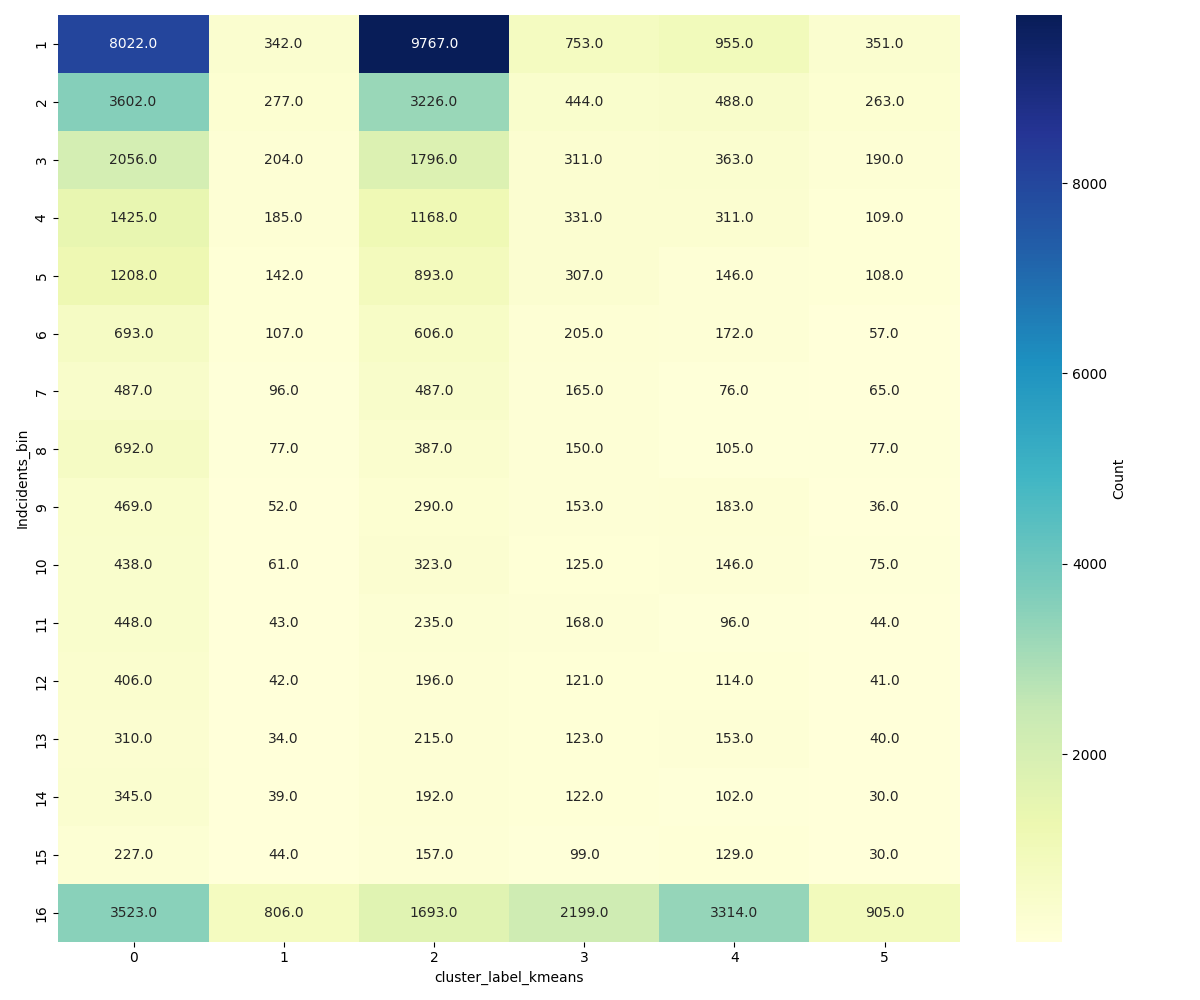 1 8022.0 342.0 9767.0 753.0 955.0 351.0
2 3602.0 277.0 3226.0 444.0 488.0 263.0
3 2056.0 204.0 1796.0 311.0 363.0 190.0
4 1425.0 185.0 1168.0 331.0 311.0 109.0
5 1208.0 142.0 893.0 307.0 146.0 108.0
6 693.0 107.0 606.0 205.0 172.0 57.0
7 487.0 96.0 487.0 165.0 76.0 65.0
8 692.0 77.0 387.0 150.0 105.0 77.0
9 469.0 52.0 290.0 153.0 183.0 36.0
10 438.0 61.0 323.0 125.0 146.0 75.0
11 448.0 43.0 235.0 168.0 96.0 44.0
12 406.0 42.0 196.0 121.0 114.0 41.0
13 310.0 34.0 215.0 123.0 153.0 40.0
14 345.0 39.0 192.0 122.0 102.0 30.0
15 227.0 44.0 157.0 99.0 129.0 30.0
16 3523.0 806.0 1693.0 2199.0 3314.0 905.0
0 1 2 3 4 5
cluster_label_kmeans
Indcidents_bin
8000
6000
4000
2000
Count